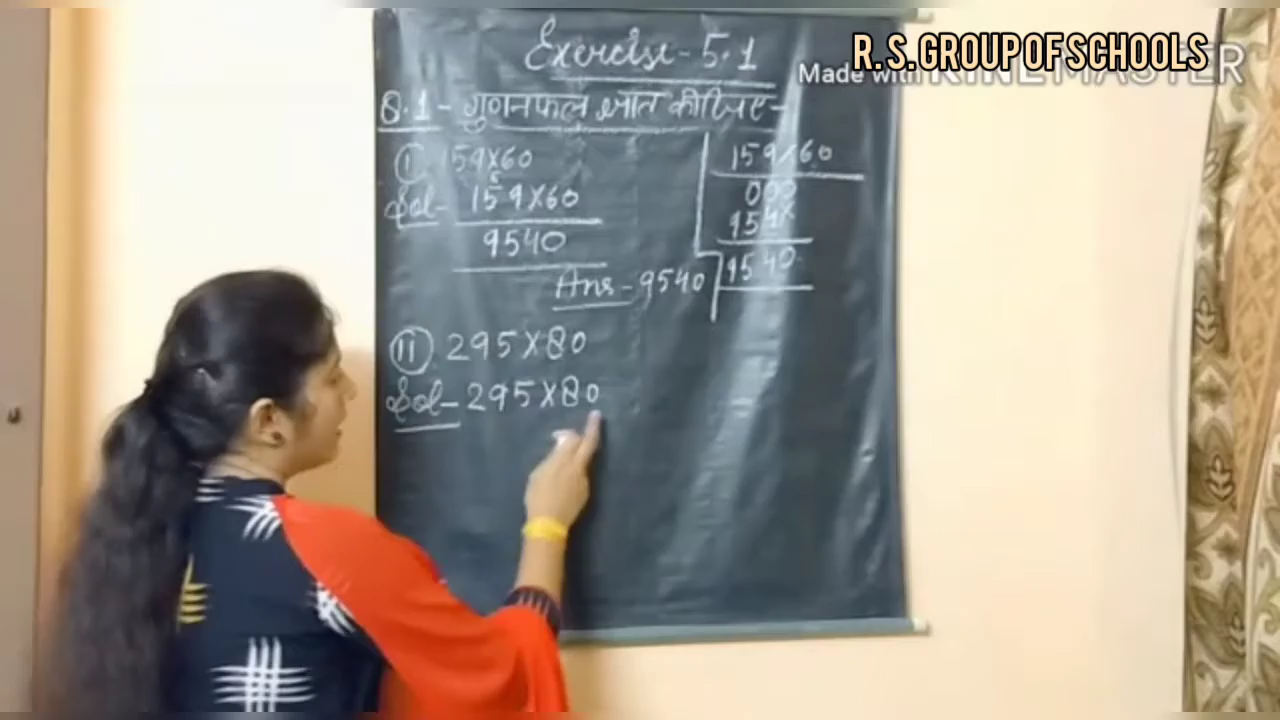 R.S.GROUP OF SCHOOLS
Made with KINEMASTER
Exercise - 5.1
Q.1 - गुणनफल ज्ञात कीजिए -
(i) 159×60
Sol - 159×60
9540
Ans - 9540
159×60
000
954×
9540
(ii) 295×80
Sol - 295×80